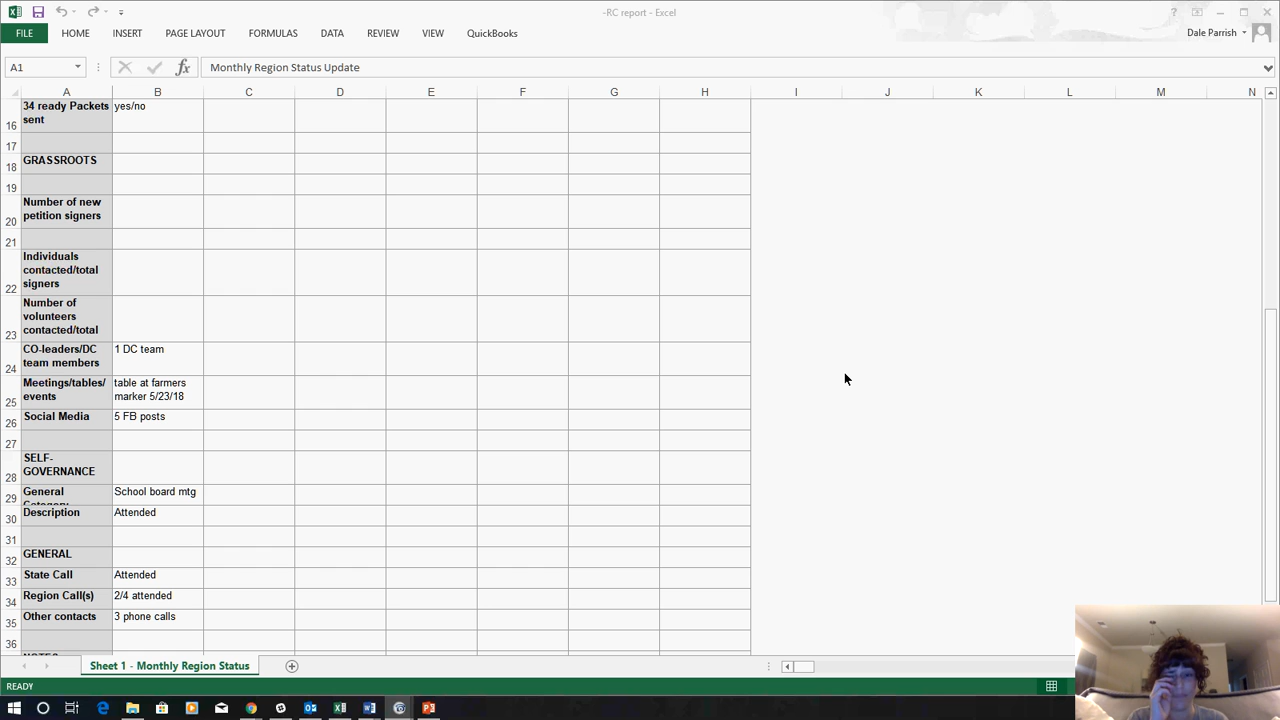 -RC report - Excel
FILE HOME INSERT PAGE LAYOUT FORMULAS DATA REVIEW VIEW QuickBooks Dale Parrish
A1 fx Monthly Region Status Update
A B C D E F G H I J K L M N
34 ready Packets yes/no
16 sent
17
18 GRASSROOTS
19
Number of new
20 petition signers
21
Individuals
contacted/total
22 signers
Number of
volunteers
23 contacted/total
CO-leaders/DC 1 DC team
24 team members
Meetings/tables/ table at farmers
25 events marker 5/23/18
26 Social Media 5 FB posts
27
SELF-
28 GOVERNANCE
29 General School board mtg
Category
30 Description Attended
31
32 GENERAL
33 State Call Attended
34 Region Call(s) 2/4 attended
35 Other contacts 3 phone calls
36
NOTES
Sheet 1 - Monthly Region Status
READY